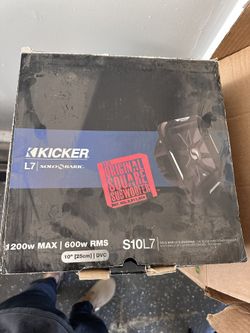 KICKER
L7 SOLO-BARIC
ORIGINAL
SQUARE
SUBWOOFER
1200w MAX | 600w RMS
10" [25cm] | DVC
S10L7